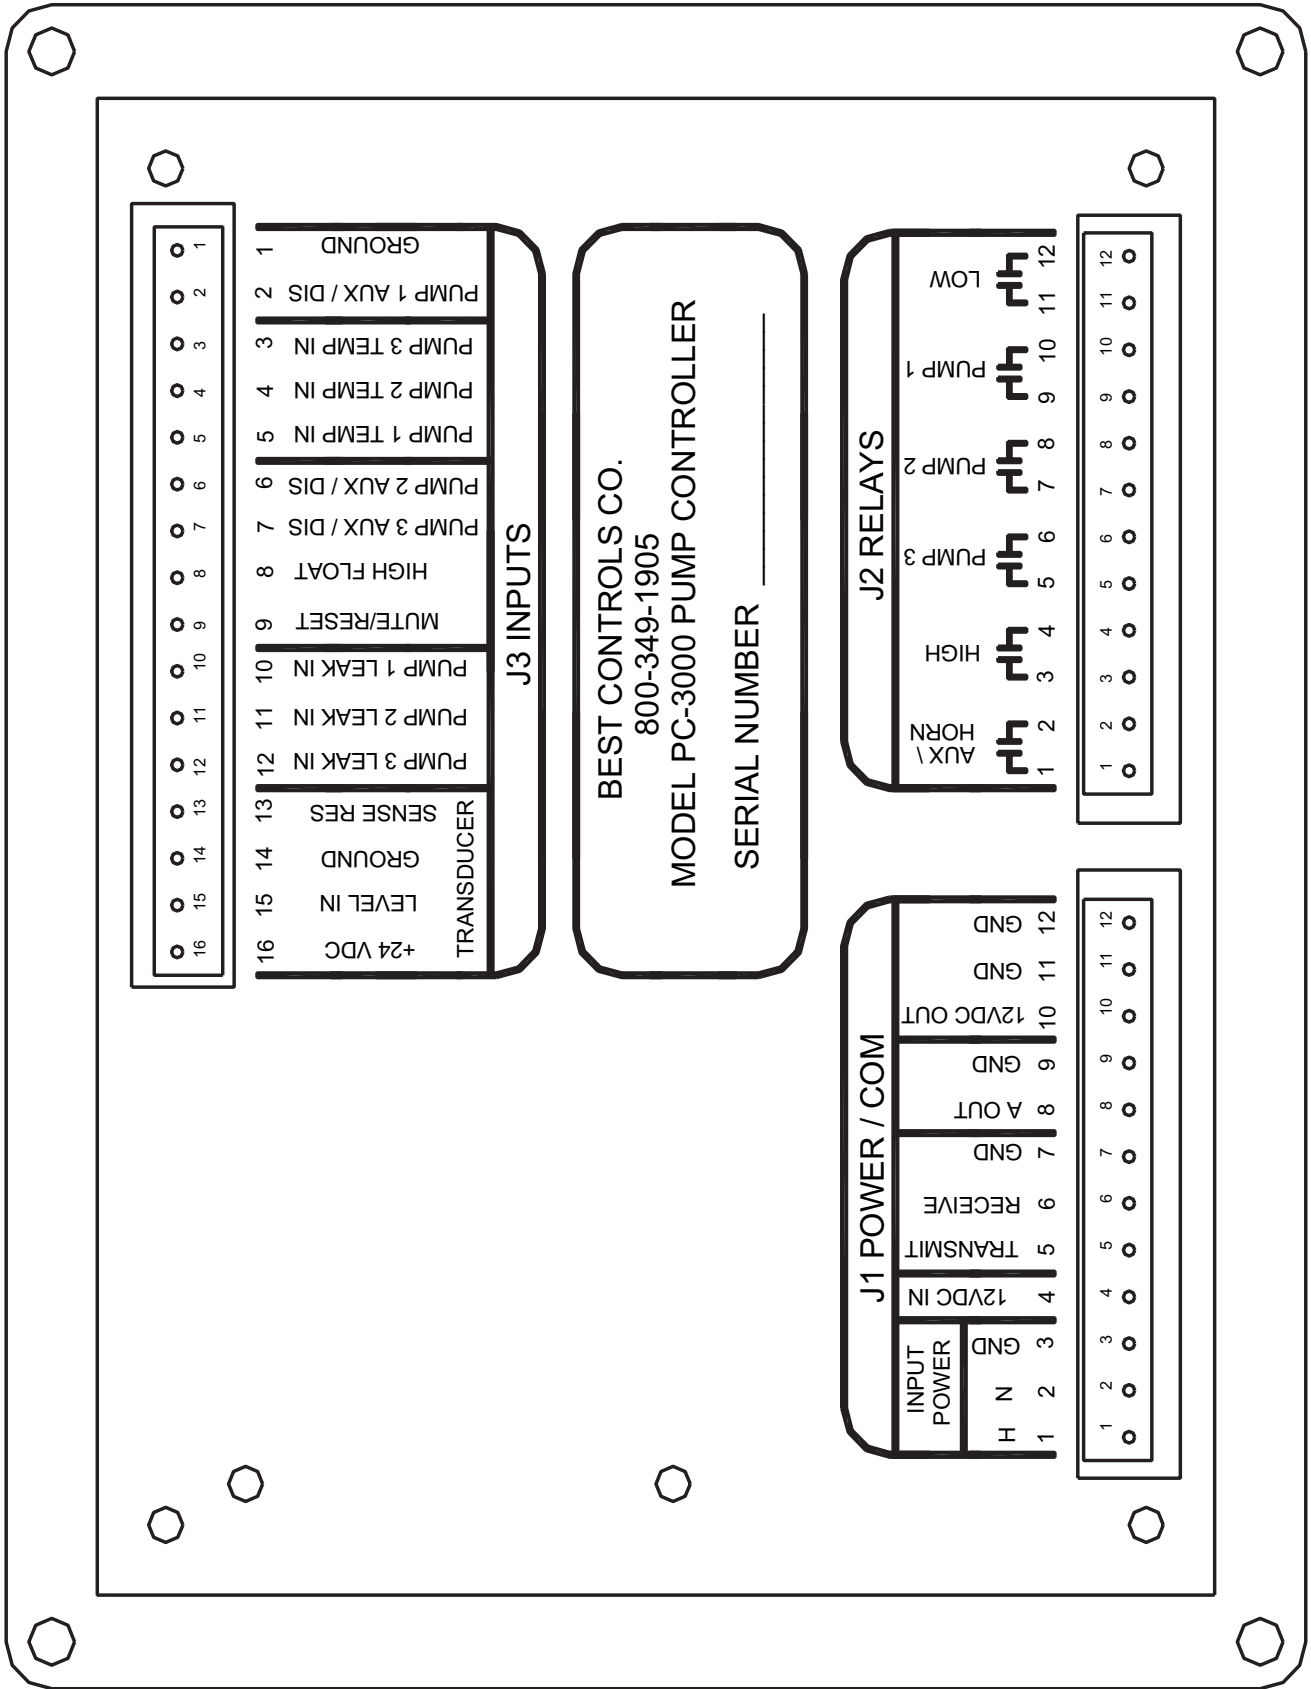 J3 INPUTS
1 GROUND
2 PUMP 1 AUX / DIS
3 PUMP 3 TEMP IN
4 PUMP 2 TEMP IN
5 PUMP 1 TEMP IN
6 PUMP 2 AUX / DIS
7 PUMP 3 AUX / DIS
8 HIGH FLOAT
9 MUTE/RESET
10 PUMP 1 LEAK IN
11 PUMP 2 LEAK IN
12 PUMP 3 LEAK IN
TRANSDUCER
13 SENSE RES
14 GROUND
15 LEVEL IN
16 +24 VDC
1 2 3 4 5 6 7 8 9 10 11 12 13 14 15 16
BEST CONTROLS CO.
800-349-1905
MODEL PC-3000 PUMP CONTROLLER
SERIAL NUMBER
J2 RELAYS
AUX \
HORN
1 2
HIGH
3 4
PUMP 3
5 6
PUMP 2
7 8
PUMP 1
9 10
LOW
11 12
1 2 3 4 5 6 7 8 9 10 11 12
J1 POWER / COM
INPUT
POWER
1 H
2 N
3 GND
4 12VDC IN
5 TRANSMIT
6 RECEIVE
7 GND
8 A OUT
9 GND
10 12VDC OUT
11 GND
12 GND
1 2 3 4 5 6 7 8 9 10 11 12